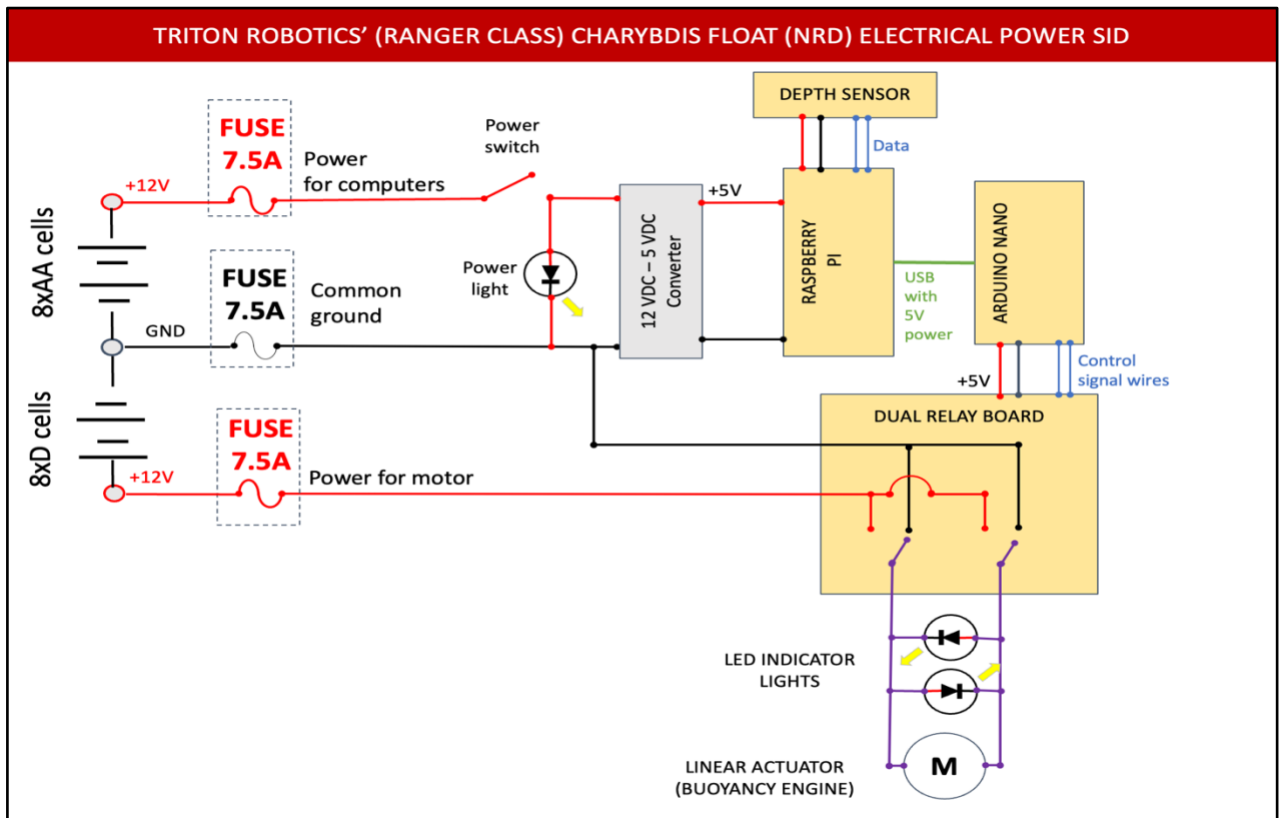 TRITON ROBOTICS' (RANGER CLASS) CHARYBDIS FLOAT (NRD) ELECTRICAL POWER SID
DEPTH SENSOR
Data
FUSE
7.5A
+12V
Power
for computers
Power
switch
+5V
12 VDC – 5 VDC
Converter
RASPBERRY
PI
ARDUINO NANO
8xAA cells
FUSE
7.5A
GND
Common
ground
Power
light
USB
with
5V
power
+5V
Control
signal wires
DUAL RELAY BOARD
8xD cells
FUSE
7.5A
+12V
Power for motor
LED INDICATOR
LIGHTS
LINEAR ACTUATOR
(BUOYANCY ENGINE)
M